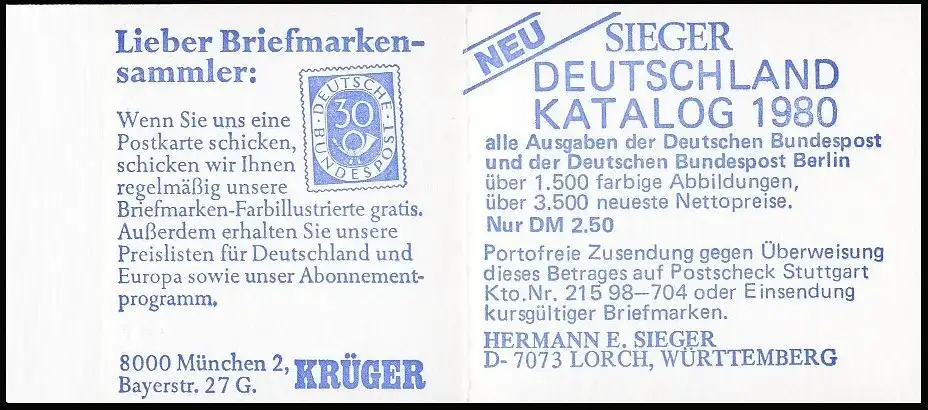 Lieber Briefmarken-
sammler:
DEUTSCHE BUNDESPOST
30
Wenn Sie uns eine
Postkarte schicken,
schicken wir Ihnen
regelmäßig unsere
Briefmarken-Farbillustrierte gratis.
Außerdem erhalten Sie unsere
Preislisten für Deutschland und
Europa sowie unser Abonnement-
programm.
8000 München 2,
Bayerstr. 27 G.
KRÜGER
NEU
SIEGER
DEUTSCHLAND
KATALOG 1980
alle Ausgaben der Deutschen Bundespost
und der Deutschen Bundespost Berlin
über 1.500 farbige Abbildungen,
über 3.500 neueste Nettopreise.
Nur DM 2.50
Portofreie Zusendung gegen Überweisung
dieses Betrages auf Postscheck Stuttgart
Kto.Nr. 215 98–704 oder Einsendung
kursgültiger Briefmarken.
HERMANN E. SIEGER
D- 7073 LORCH, WÜRTTEMBERG